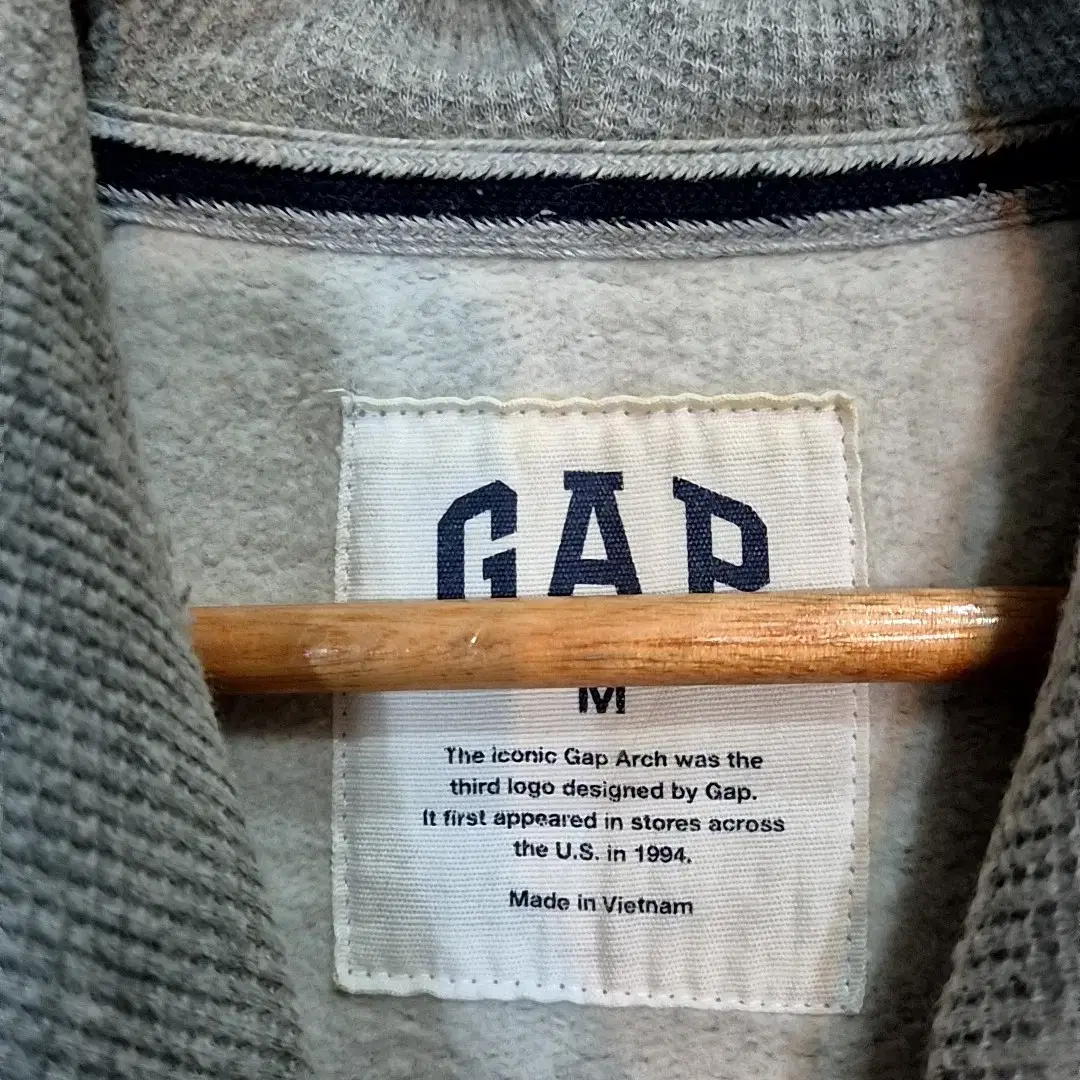 GAP
M
The iconic Gap Arch was the
third logo designed by Gap.
It first appeared in stores across
the U.S. in 1994.
Made in Vietnam